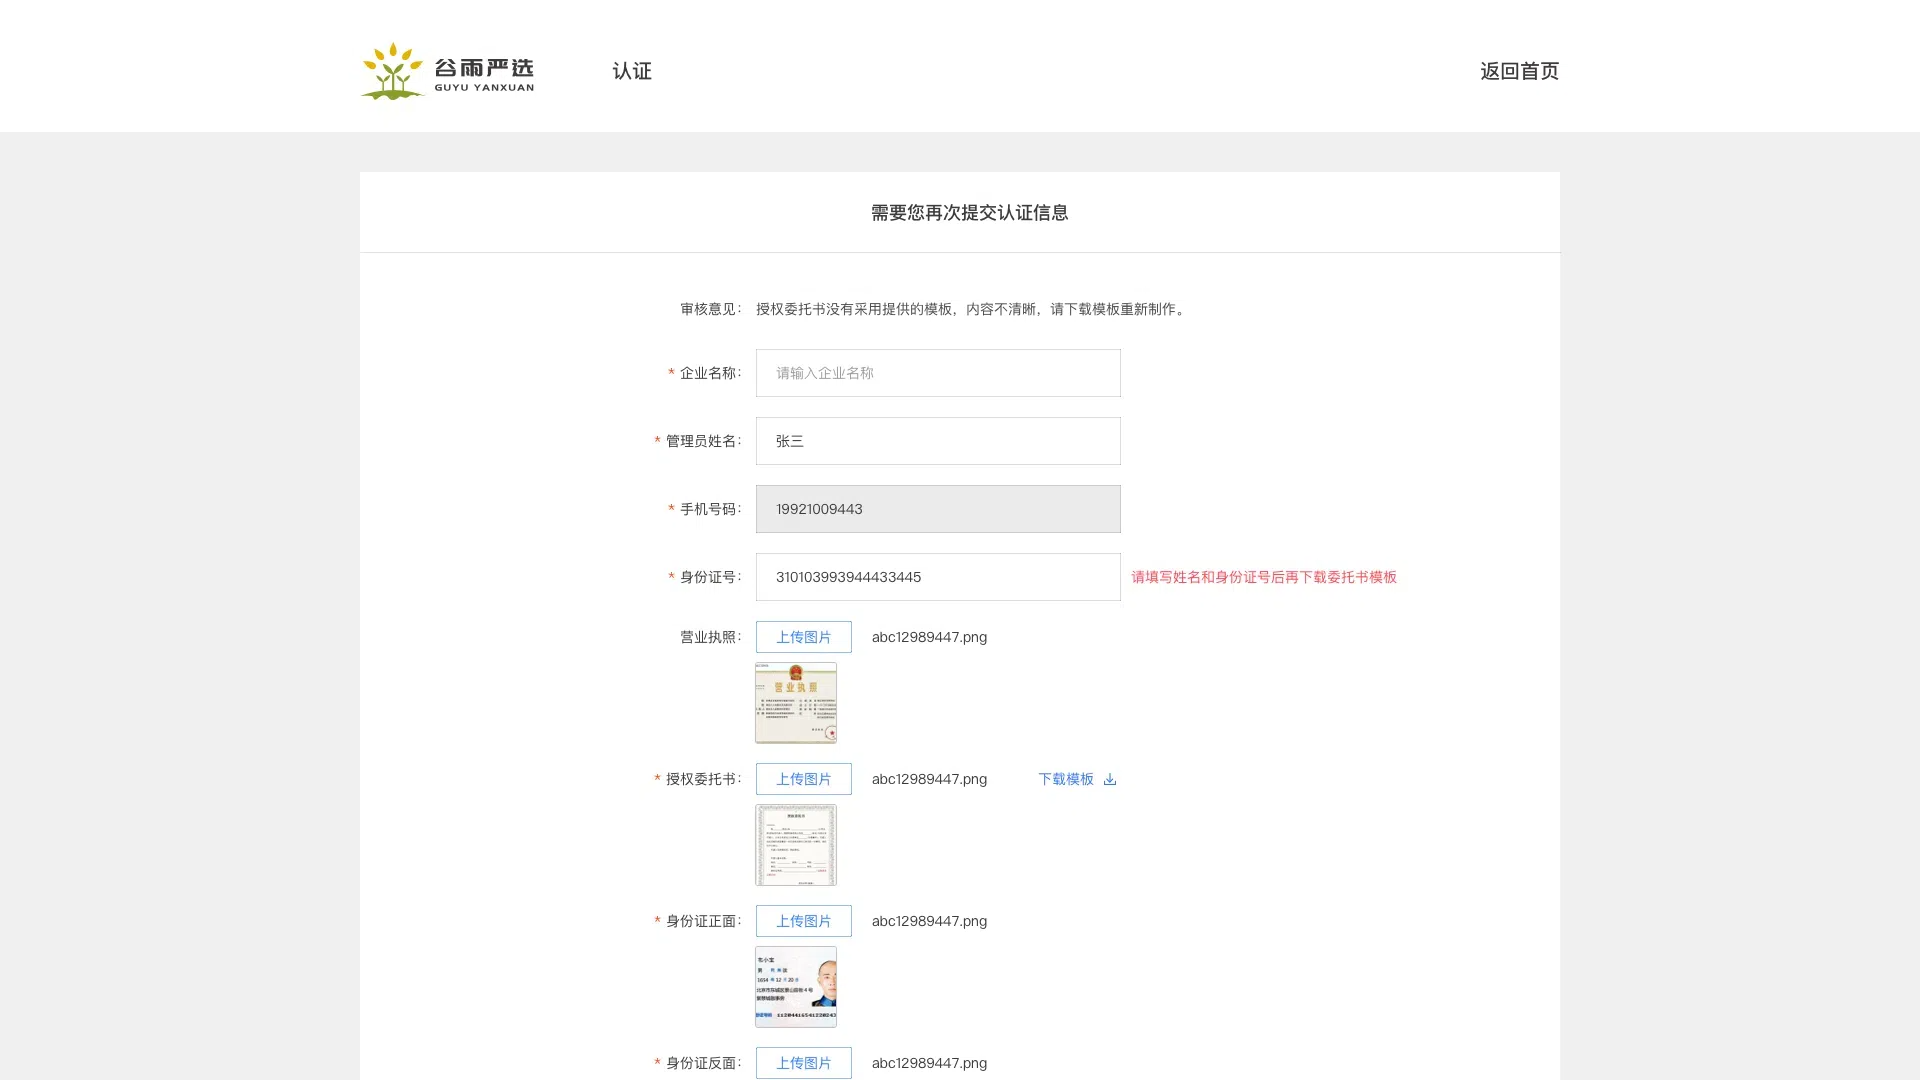 谷雨严选
GUYU YANXUAN
认证
返回首页
需要您再次提交认证信息
审核意见: 授权委托书没有采用提供的模板，内容不清晰，请下载模板重新制作。
* 企业名称: 请输入企业名称
* 管理员姓名: 张三
* 手机号码: 19921009443
* 身份证号: 310103993944433445 请填写姓名和身份证号后再下载委托书模板
营业执照: 上传图片 abc12989447.png
营业执照
* 授权委托书: 上传图片 abc12989447.png 下载模板
* 身份证正面: 上传图片 abc12989447.png
* 身份证反面: 上传图片 abc12989447.png